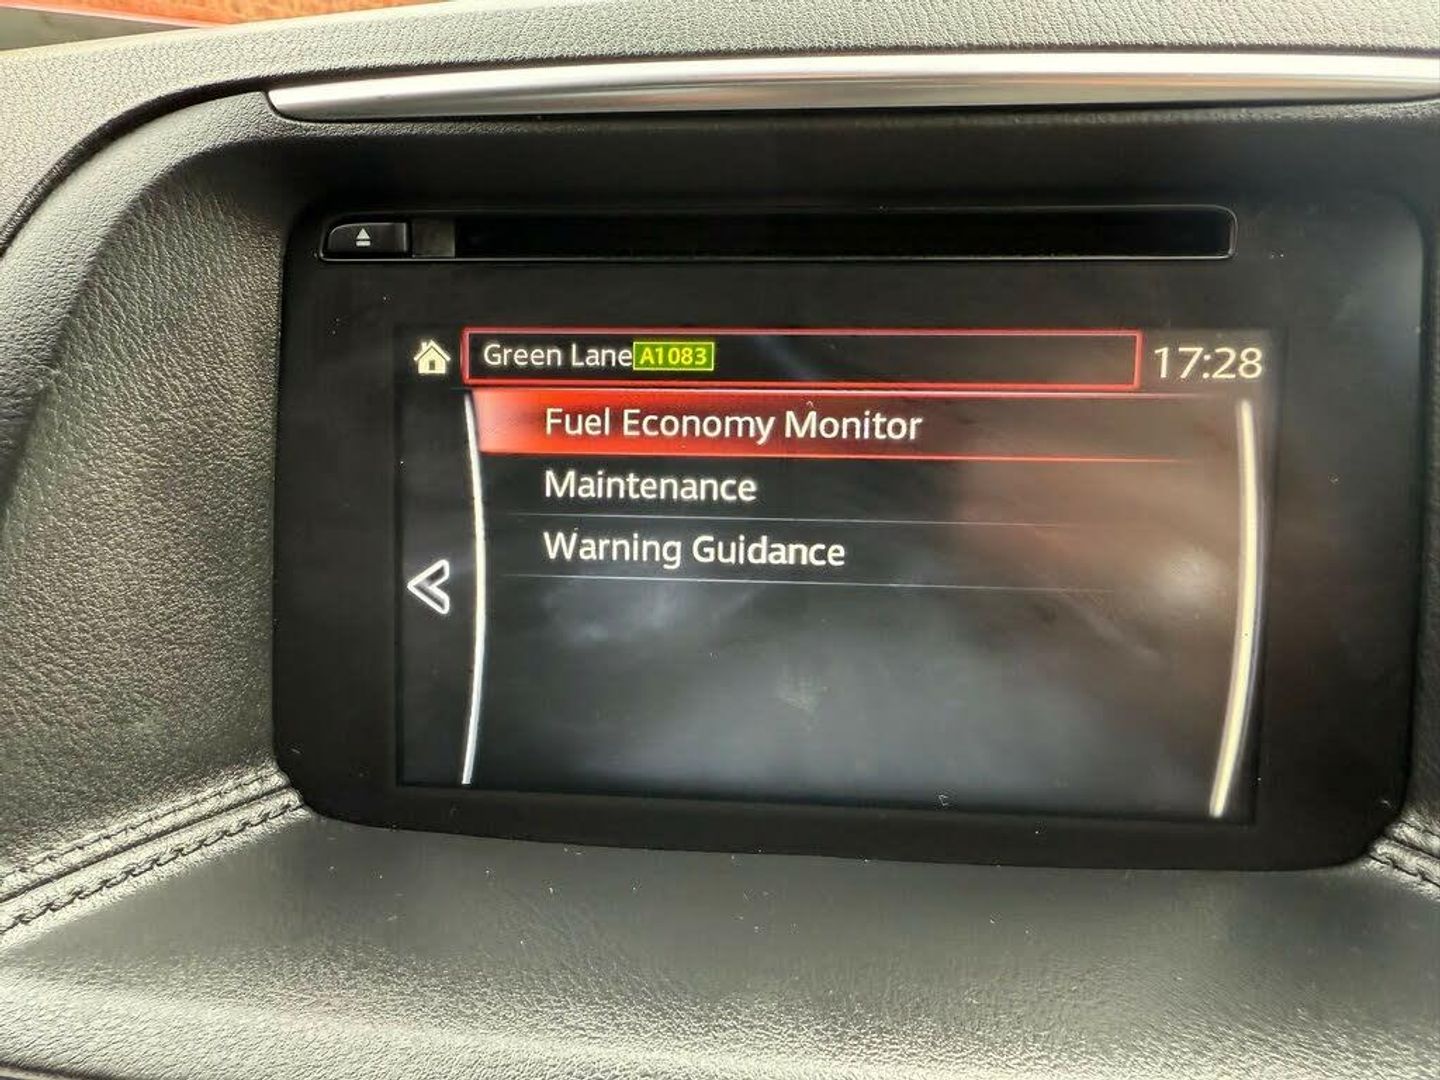 Green Lane A1083 17:28
Fuel Economy Monitor
Maintenance
Warning Guidance